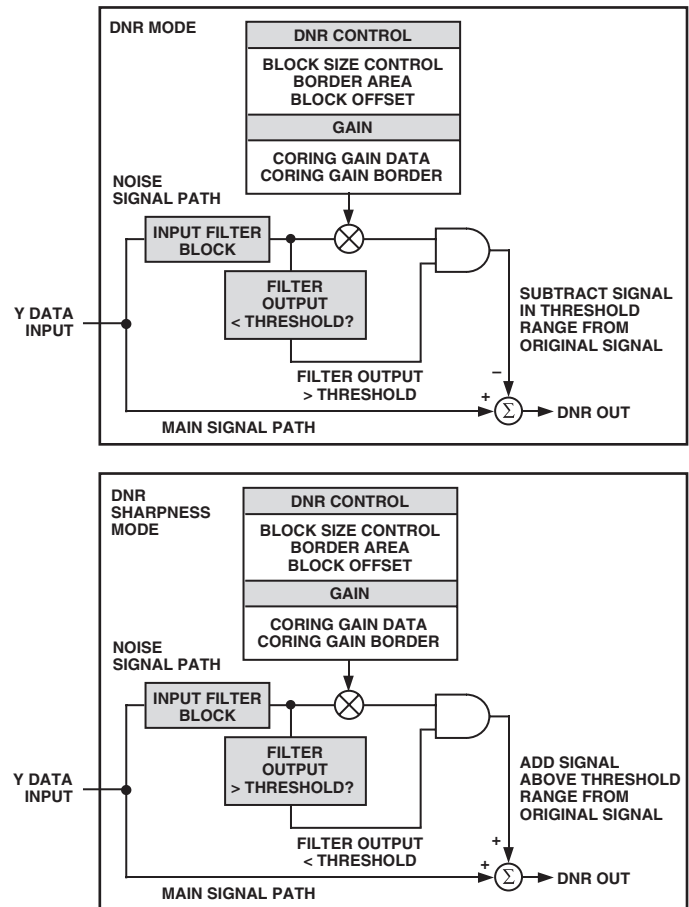 DNR MODE
DNR CONTROL
BLOCK SIZE CONTROL
BORDER AREA
BLOCK OFFSET
GAIN
CORING GAIN DATA
CORING GAIN BORDER
NOISE
SIGNAL PATH
INPUT FILTER
BLOCK
FILTER
OUTPUT
< THRESHOLD?
Y DATA
INPUT
SUBTRACT SIGNAL
IN THRESHOLD
RANGE FROM
ORIGINAL SIGNAL
FILTER OUTPUT
> THRESHOLD
–
+
Σ
DNR OUT
MAIN SIGNAL PATH
DNR
SHARPNESS
MODE
DNR CONTROL
BLOCK SIZE CONTROL
BORDER AREA
BLOCK OFFSET
GAIN
CORING GAIN DATA
CORING GAIN BORDER
NOISE
SIGNAL PATH
INPUT FILTER
BLOCK
FILTER
OUTPUT
> THRESHOLD?
Y DATA
INPUT
ADD SIGNAL
ABOVE THRESHOLD
RANGE FROM
ORIGINAL SIGNAL
FILTER OUTPUT
< THRESHOLD
+
+
Σ
DNR OUT
MAIN SIGNAL PATH